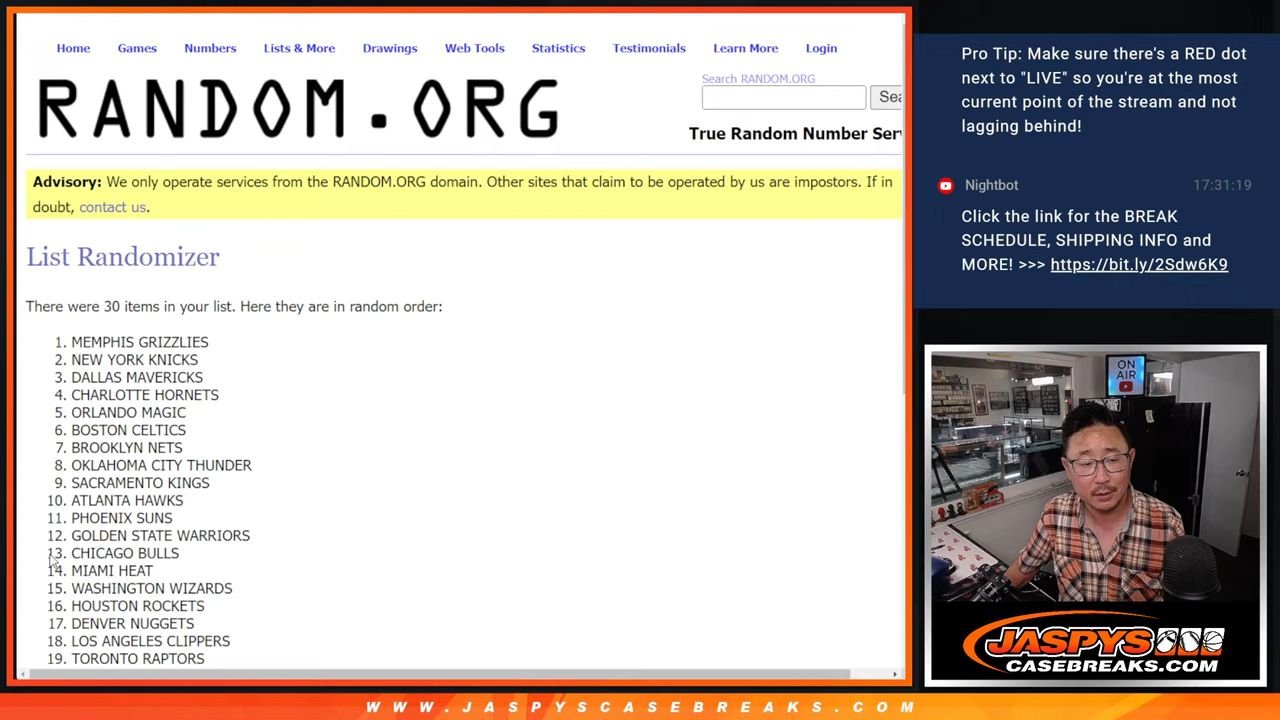 Home Games Numbers Lists & More Drawings Web Tools Statistics Testimonials Learn More Login
RANDOM.ORG
Search RANDOM.ORG
Sea
True Random Number Serv
Advisory: We only operate services from the RANDOM.ORG domain. Other sites that claim to be operated by us are impostors. If in
doubt, contact us.
List Randomizer
There were 30 items in your list. Here they are in random order:
1. MEMPHIS GRIZZLIES
2. NEW YORK KNICKS
3. DALLAS MAVERICKS
4. CHARLOTTE HORNETS
5. ORLANDO MAGIC
6. BOSTON CELTICS
7. BROOKLYN NETS
8. OKLAHOMA CITY THUNDER
9. SACRAMENTO KINGS
10. ATLANTA HAWKS
11. PHOENIX SUNS
12. GOLDEN STATE WARRIORS
13. CHICAGO BULLS
14. MIAMI HEAT
15. WASHINGTON WIZARDS
16. HOUSTON ROCKETS
17. DENVER NUGGETS
18. LOS ANGELES CLIPPERS
19. TORONTO RAPTORS
Pro Tip: Make sure there's a RED dot
next to "LIVE" so you're at the most
current point of the stream and not
lagging behind!
Nightbot 17:31:19
Click the link for the BREAK
SCHEDULE, SHIPPING INFO and
MORE! >>> https://bit.ly/2Sdw6K9
ON
AIR
JASPYS
CASEBREAKS.COM
WWW.JASPYSCASEBREAKS.COM